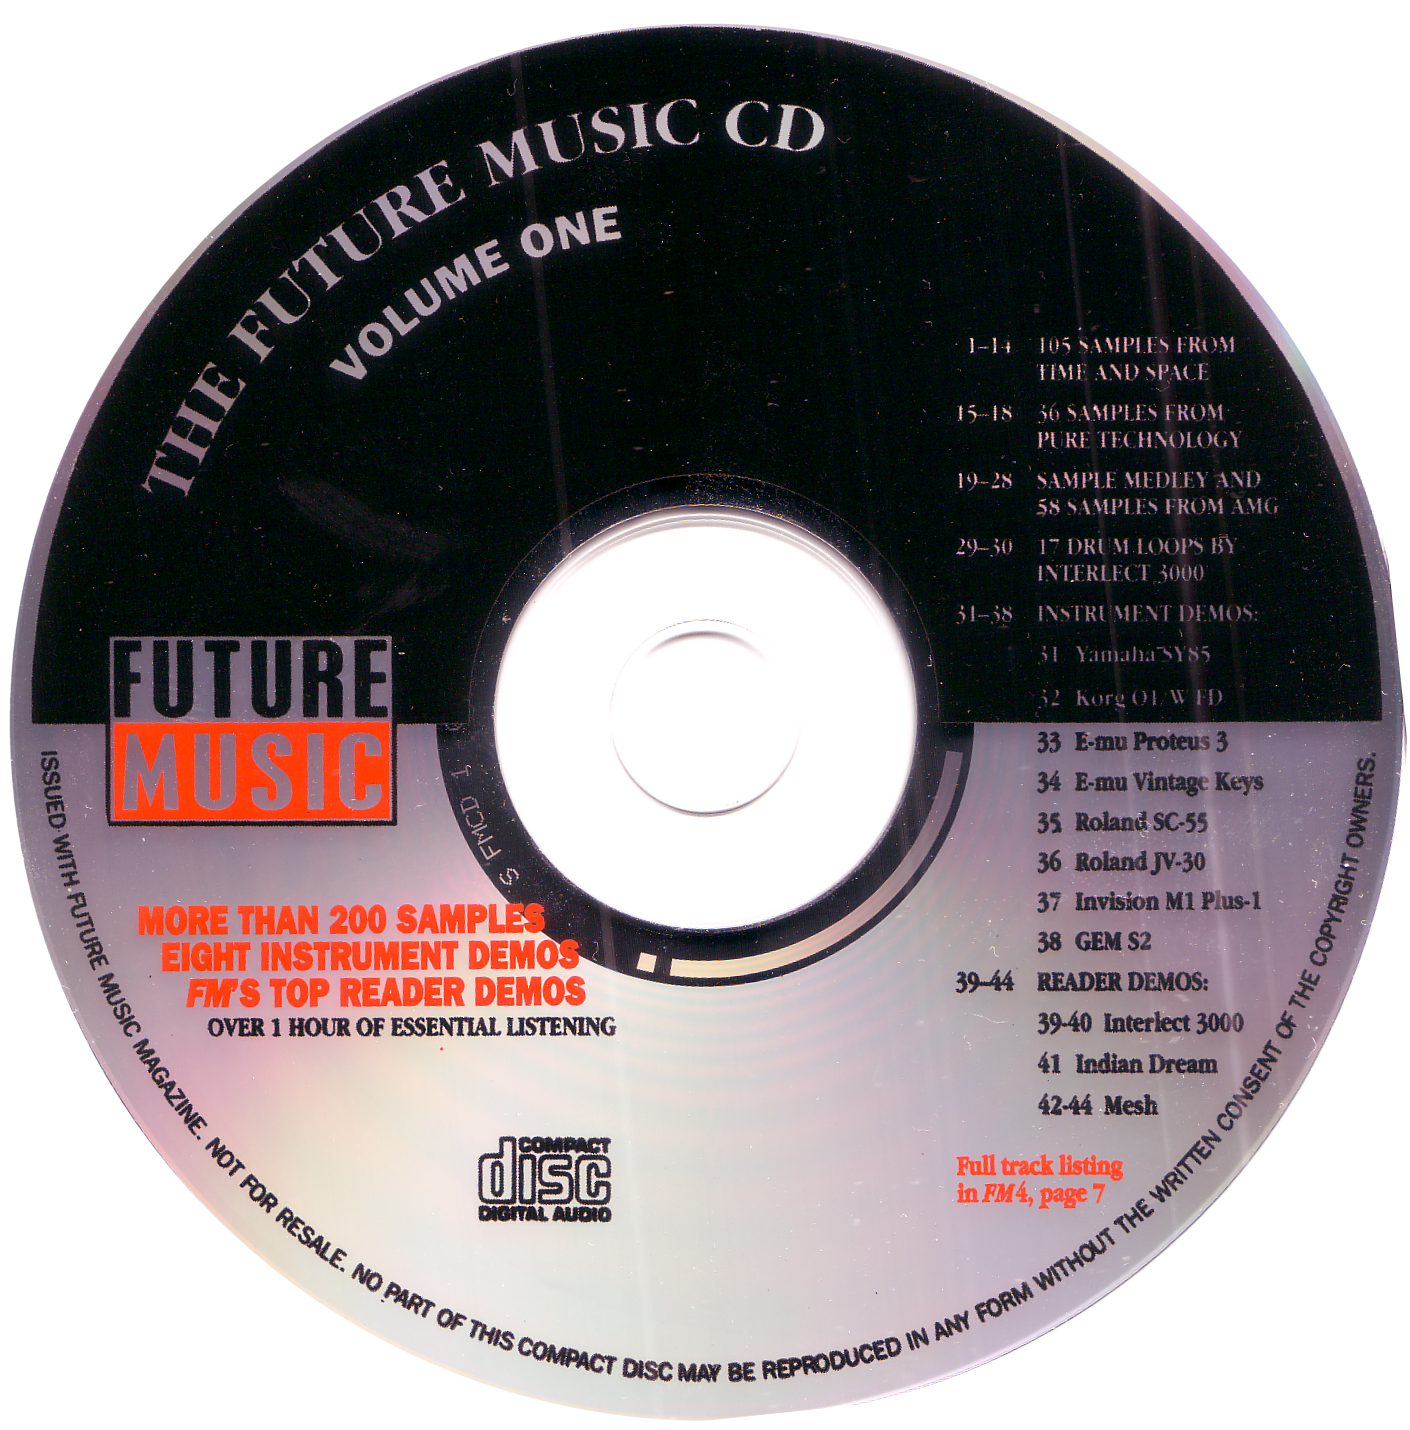 THE FUTURE MUSIC CD
VOLUME ONE
1–14 105 SAMPLES FROM
TIME AND SPACE
15–18 36 SAMPLES FROM
PURE TECHNOLOGY
19–28 SAMPLE MEDLEY AND
58 SAMPLES FROM AMG
29–30 17 DRUM LOOPS BY
INTERLECT 3000
31–38 INSTRUMENT DEMOS:
31 Yamaha SY85
32 Korg O1/W FD
33 E-mu Proteus 3
34 E-mu Vintage Keys
35 Roland SC-55
36 Roland JV-30
37 Invision M1 Plus-1
38 GEM S2
39–44 READER DEMOS:
39-40 Interlect 3000
41 Indian Dream
42-44 Mesh
Full track listing
in FM4, page 7
FUTURE
MUSIC
S FMCD 1
MORE THAN 200 SAMPLES
EIGHT INSTRUMENT DEMOS
FM'S TOP READER DEMOS
OVER 1 HOUR OF ESSENTIAL LISTENING
COMPACT
disc
DIGITAL AUDIO
ISSUED WITH FUTURE MUSIC MAGAZINE. NOT FOR RESALE. NO PART OF THIS COMPACT DISC MAY BE REPRODUCED IN ANY FORM WITHOUT THE WRITTEN CONSENT OF THE COPYRIGHT OWNERS.